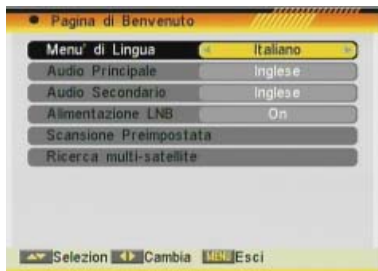 Pagina di Benvenuto
Menu' di Lingua Italiano
Audio Principale Inglese
Audio Secondario Inglese
Alimentazione LNB On
Scansione Preimpostata
Ricerca multi-satellite
Selezion Cambia MENU Esci